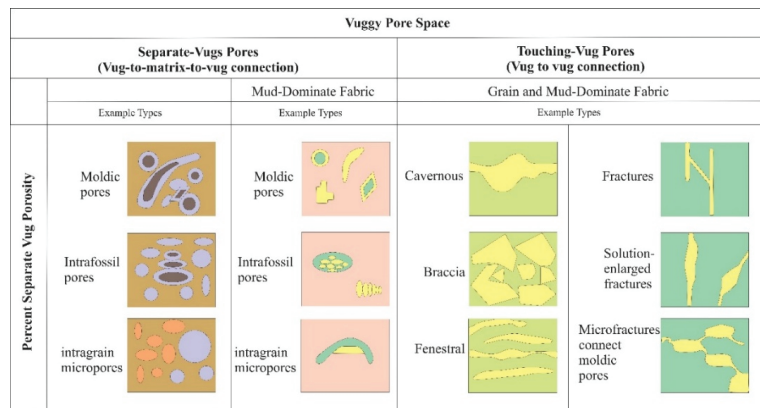 Vuggy Pore Space
Separate-Vugs Pores
(Vug-to-matrix-to-vug connection)
Touching-Vug Pores
(Vug to vug connection)
Mud-Dominate Fabric
Grain and Mud-Dominate Fabric
Example Types
Example Types
Example Types
Percent Separate Vug Porosity
Moldic
pores
Moldic
pores
Cavernous
Fractures
Intrafossil
pores
Intrafossil
pores
Braccia
Solution-
enlarged
fractures
intragrain
micropores
intragrain
micropores
Fenestral
Microfractures
connect
moldic
pores